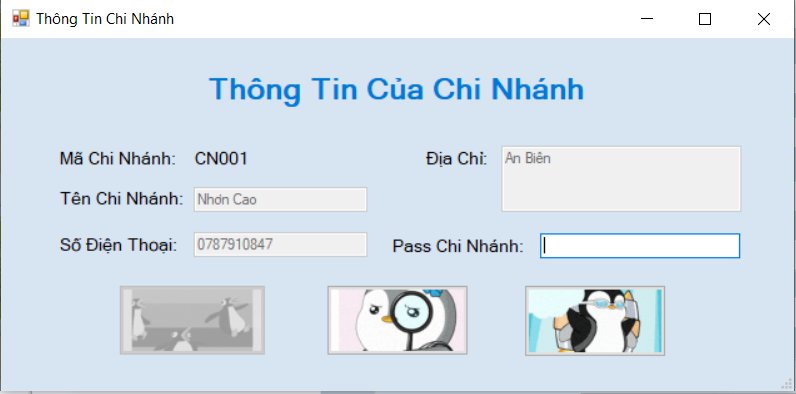 Thông Tin Chi Nhánh
Thông Tin Của Chi Nhánh
Mã Chi Nhánh: CN001
Địa Chỉ: An Biên
Tên Chi Nhánh: Nhơn Cao
Số Điện Thoại: 0787910847
Pass Chi Nhánh: